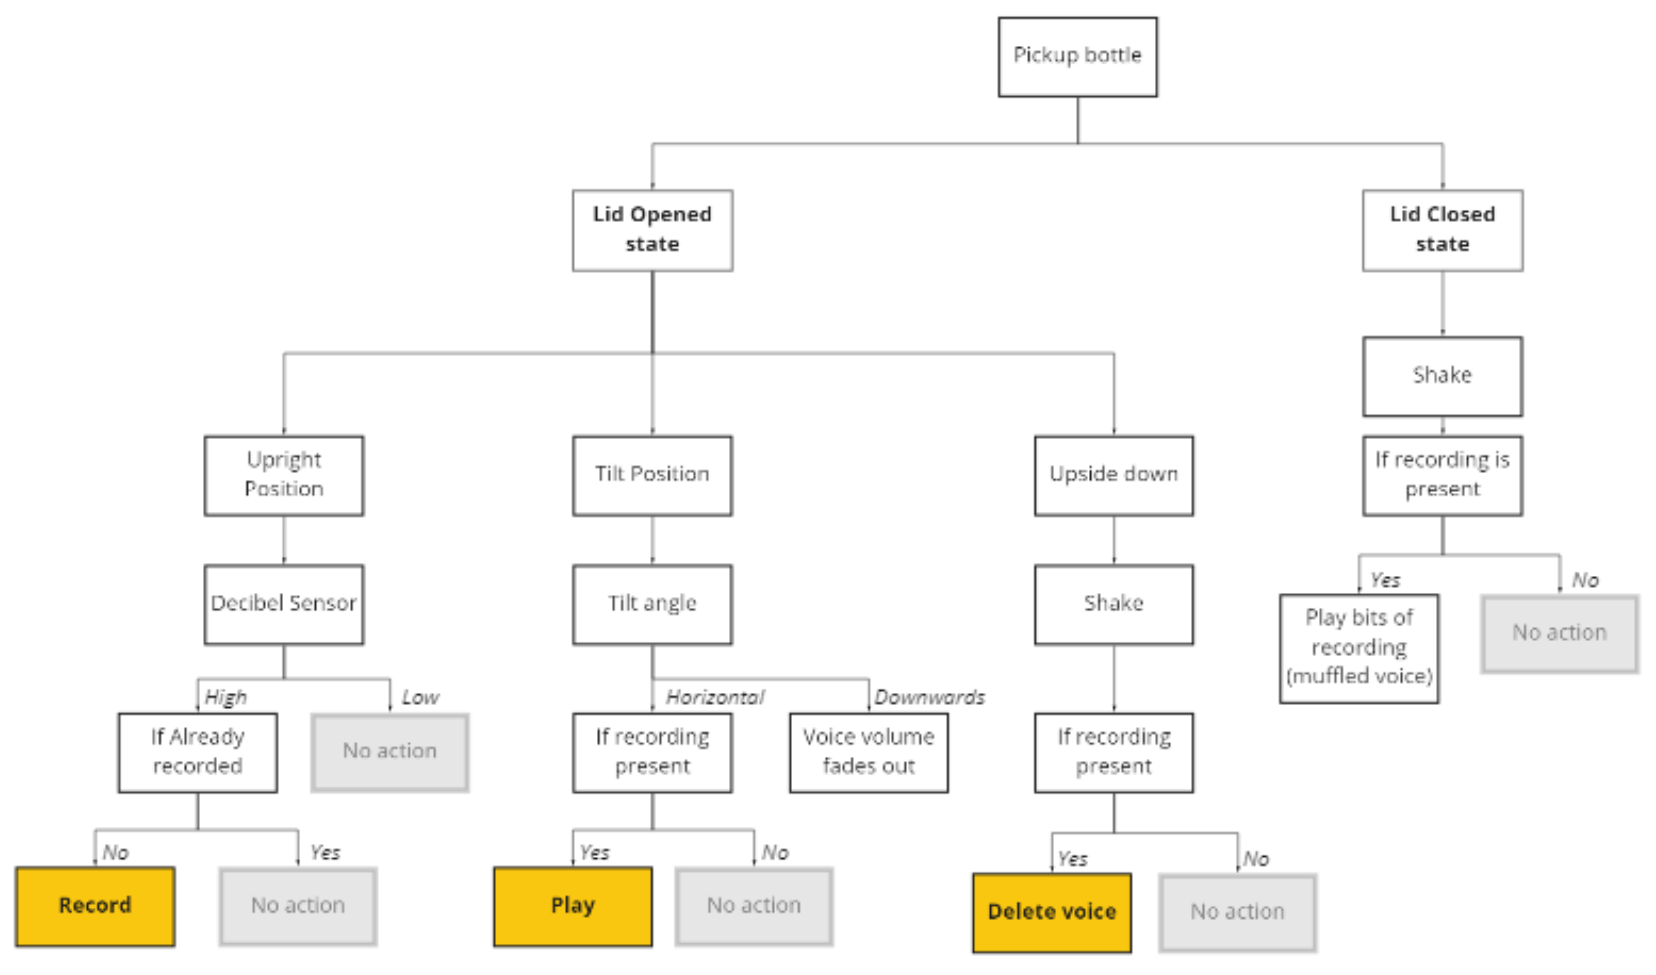 Pickup bottle
Lid Opened
state
Lid Closed
state
Shake
Upright
Position
Tilt Position
Upside down
If recording is
present
Decibel Sensor
Tilt angle
Shake
Yes
No
Play bits of
recording
(muffled voice)
No action
High
Low
Horizontal
Downwards
If Already
recorded
No action
If recording
present
Voice volume
fades out
If recording
present
No
Yes
Yes
No
Yes
No
Record
No action
Play
No action
Delete voice
No action